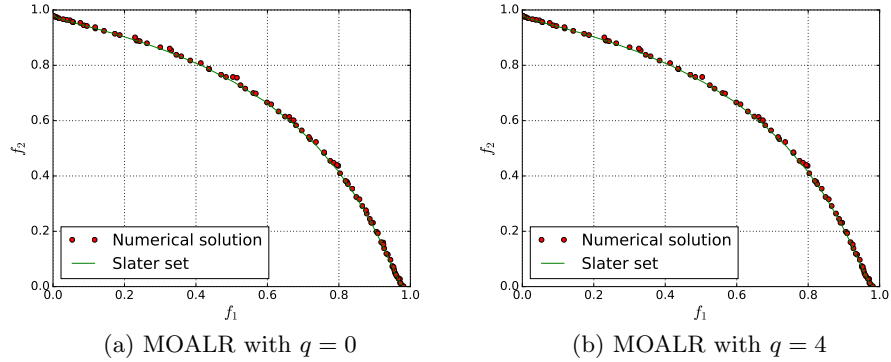 1.0
0.8
0.6
0.4
0.2
0.0
f₂
0.0 0.2 0.4 0.6 0.8 1.0
f₁
Numerical solution
Slater set
(a) MOALR with q = 0
1.0
0.8
0.6
0.4
0.2
0.0
f₂
0.0 0.2 0.4 0.6 0.8 1.0
f₁
Numerical solution
Slater set
(b) MOALR with q = 4